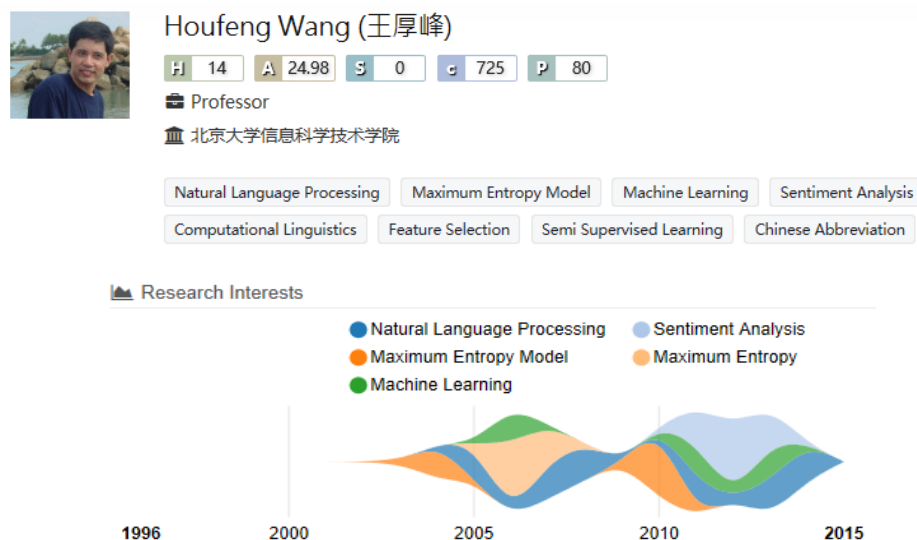 Houfeng Wang (王厚峰)
H 14 A 24.98 S 0 c 725 P 80
Professor
北京大学信息科学技术学院
Natural Language Processing Maximum Entropy Model Machine Learning Sentiment Analysis
Computational Linguistics Feature Selection Semi Supervised Learning Chinese Abbreviation
Research Interests
Natural Language Processing Sentiment Analysis
Maximum Entropy Model Maximum Entropy
Machine Learning
1996 2000 2005 2010 2015